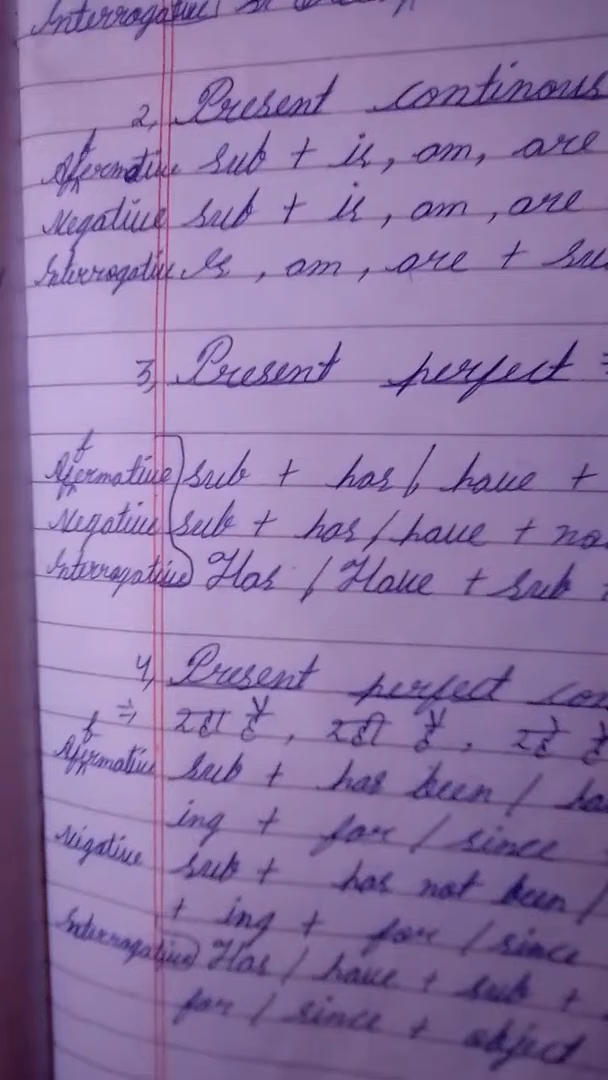 Interrogative
2, Present continous
Affermative sub + is, am, are
Negative sub + is, am, are
Interrogative Is, am, are + su
3, Present perfect =
Affermative sub + has / have +
Negative sub + has / have + no
Interrogative Has / Have + sub +
4, Present perfect con
⇒ रहा है, रही है, रहे है
Affermative sub + has been / ha
ing + for / since
Negative sub + has not been /
+ ing + for / since
Interrogative Has / have + sub +
for / since + object